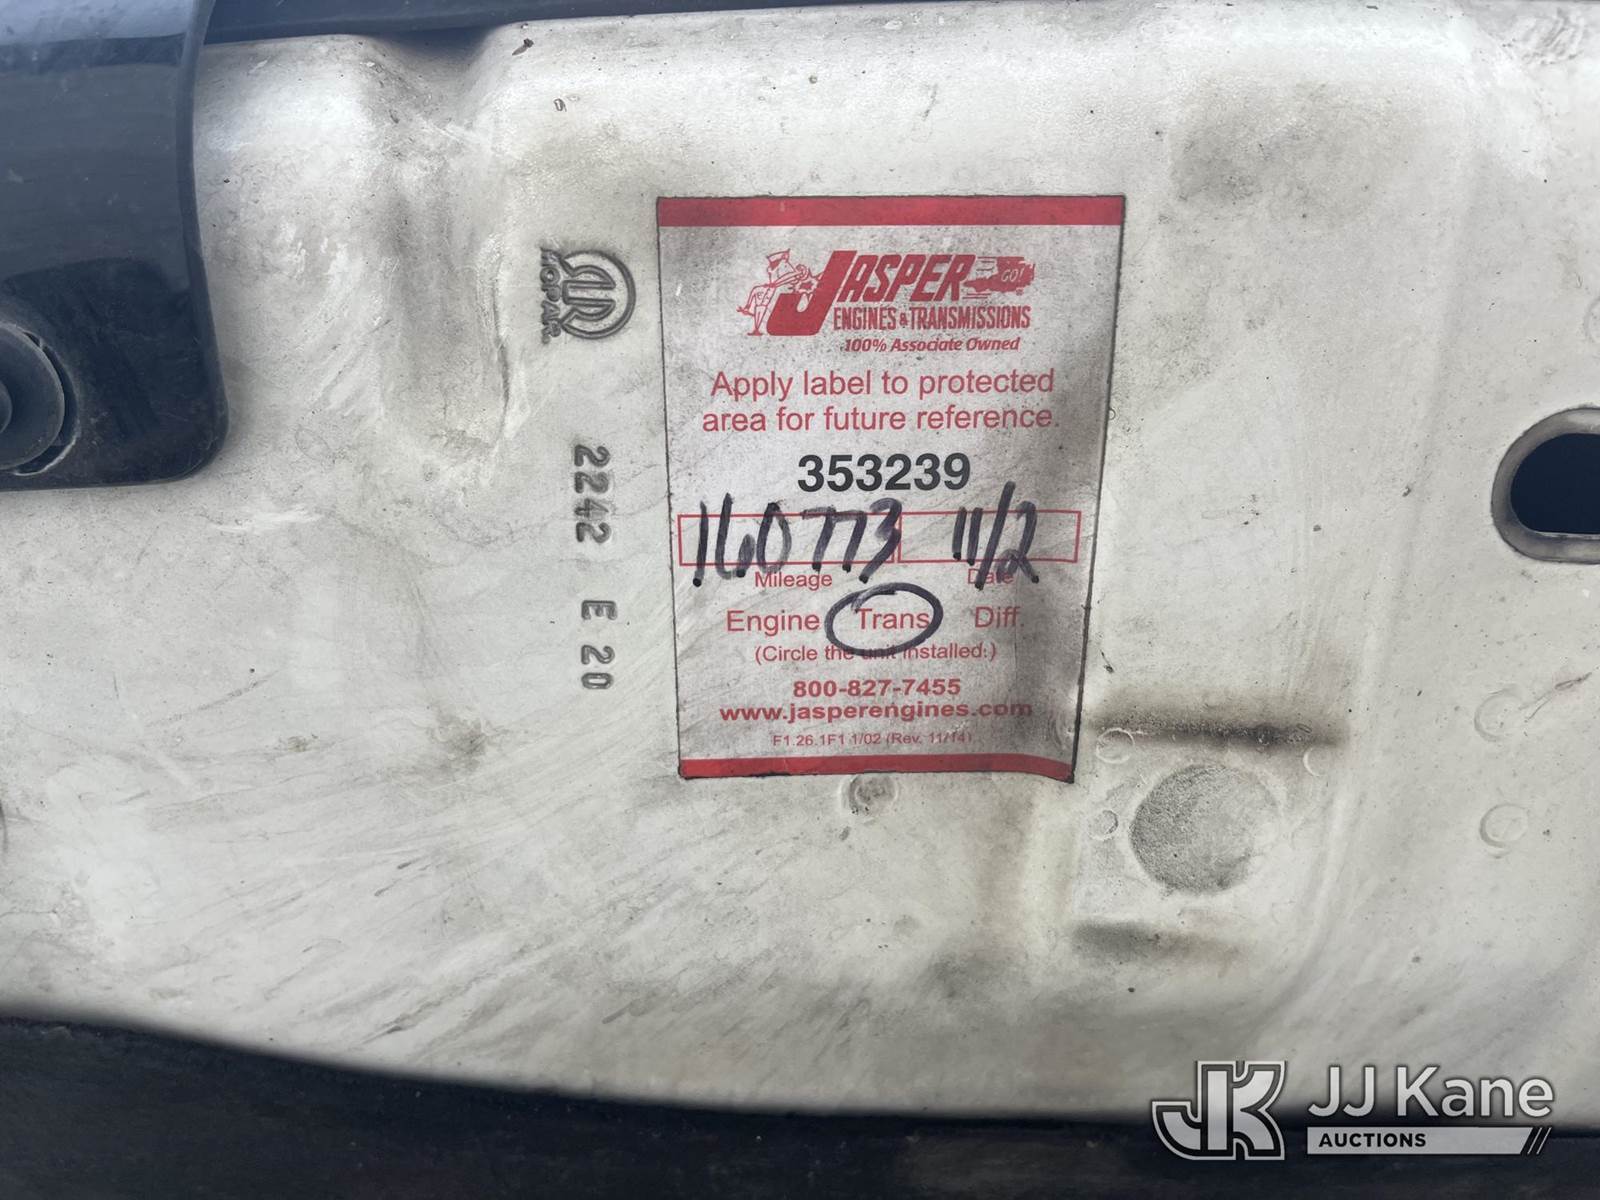 MOPAR
2242 E 20
JASPER
GO!
ENGINES & TRANSMISSIONS
100% Associate Owned
Apply label to protected
area for future reference.
353239
160773 11/2
Mileage Date
Engine Trans Diff.
(Circle the unit installed:)
800-827-7455
www.jasperengines.com
F1.26.1F1 1/02 (Rev. 11/14)
JK JJ Kane
AUCTIONS